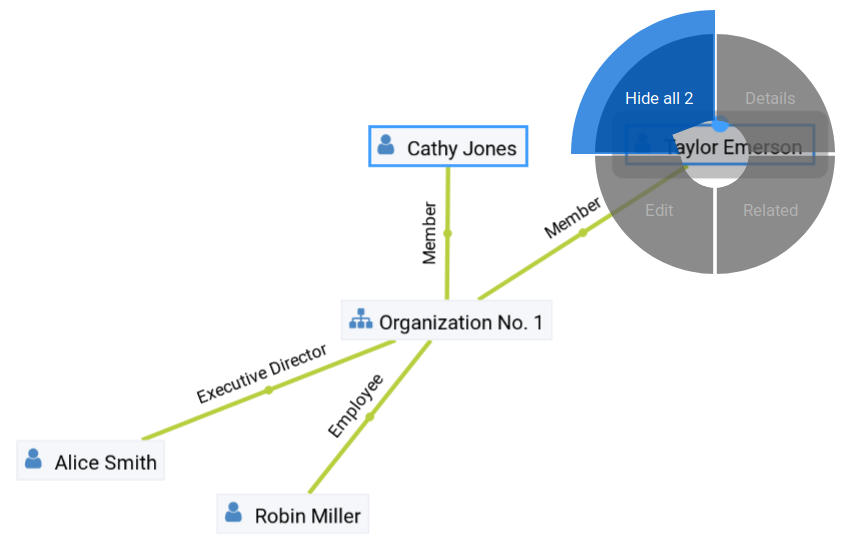 Hide all 2
Details
Cathy Jones
Taylor Emerson
Edit
Related
Member
Member
Organization No. 1
Executive Director
Employee
Alice Smith
Robin Miller